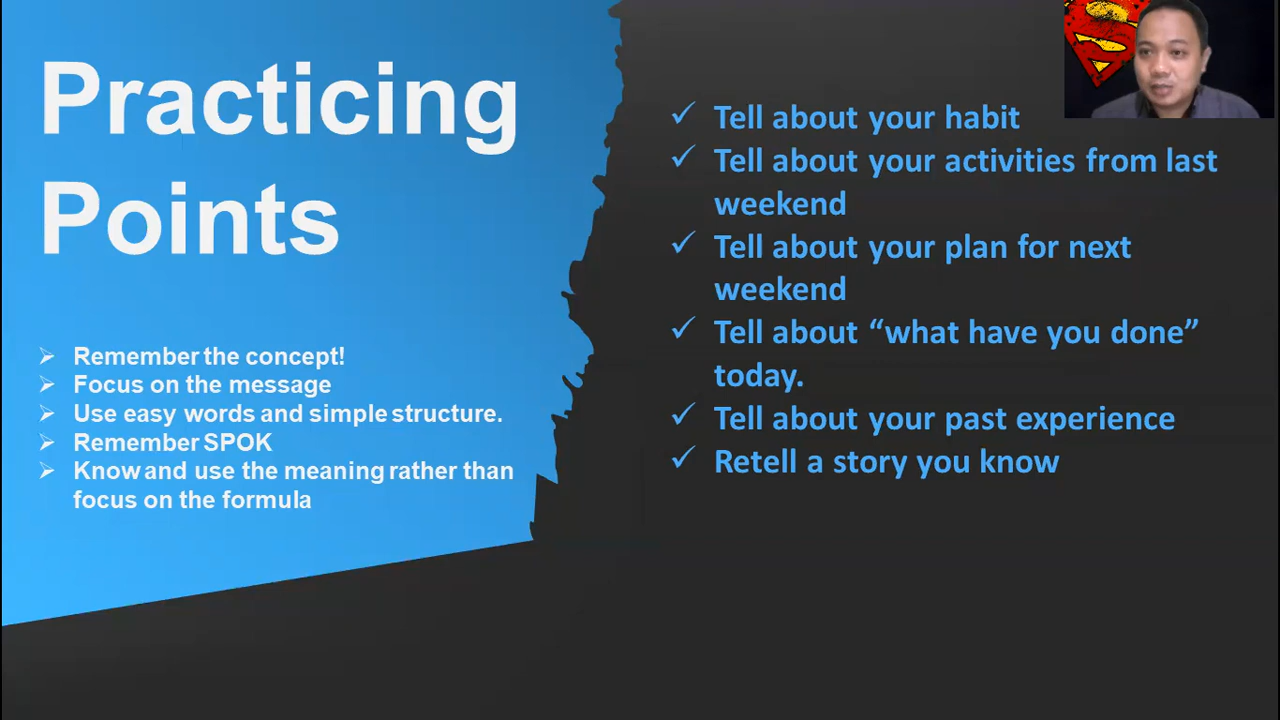 Practicing
Points
Remember the concept!
Focus on the message
Use easy words and simple structure.
Remember SPOK
Know and use the meaning rather than
focus on the formula
Tell about your habit
Tell about your activities from last
weekend
Tell about your plan for next
weekend
Tell about “what have you done”
today.
Tell about your past experience
Retell a story you know